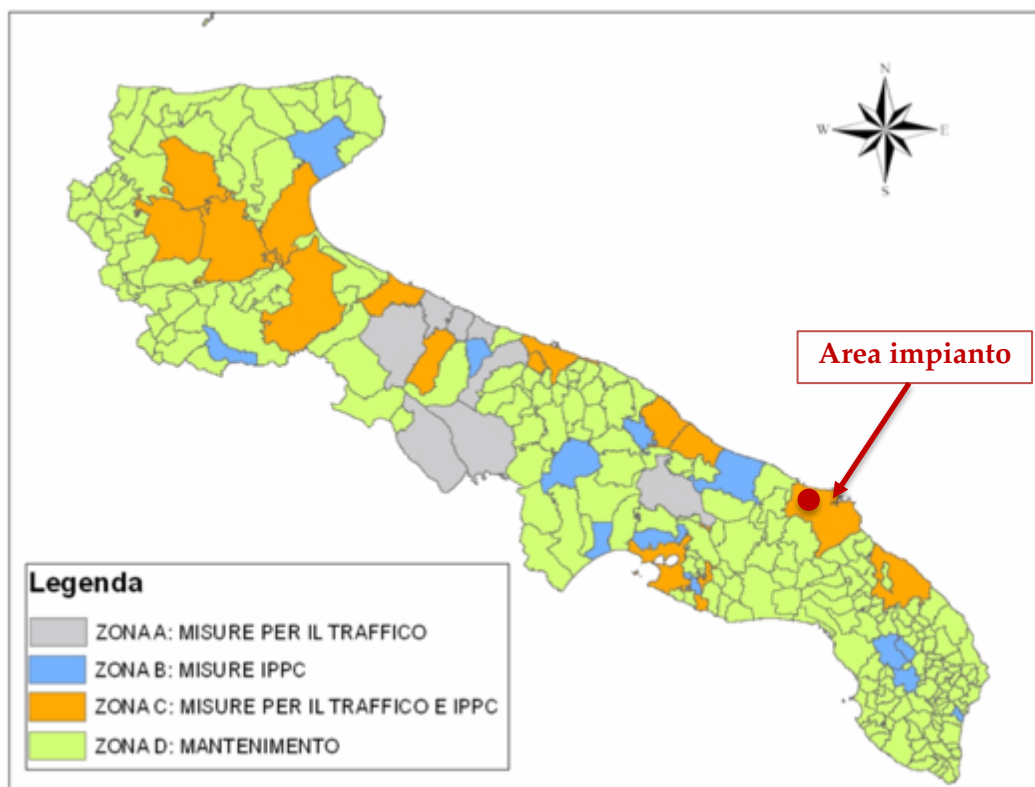 N
W
E
S
Area impianto
Legenda
ZONA A: MISURE PER IL TRAFFICO
ZONA B: MISURE IPPC
ZONA C: MISURE PER IL TRAFFICO E IPPC
ZONA D: MANTENIMENTO